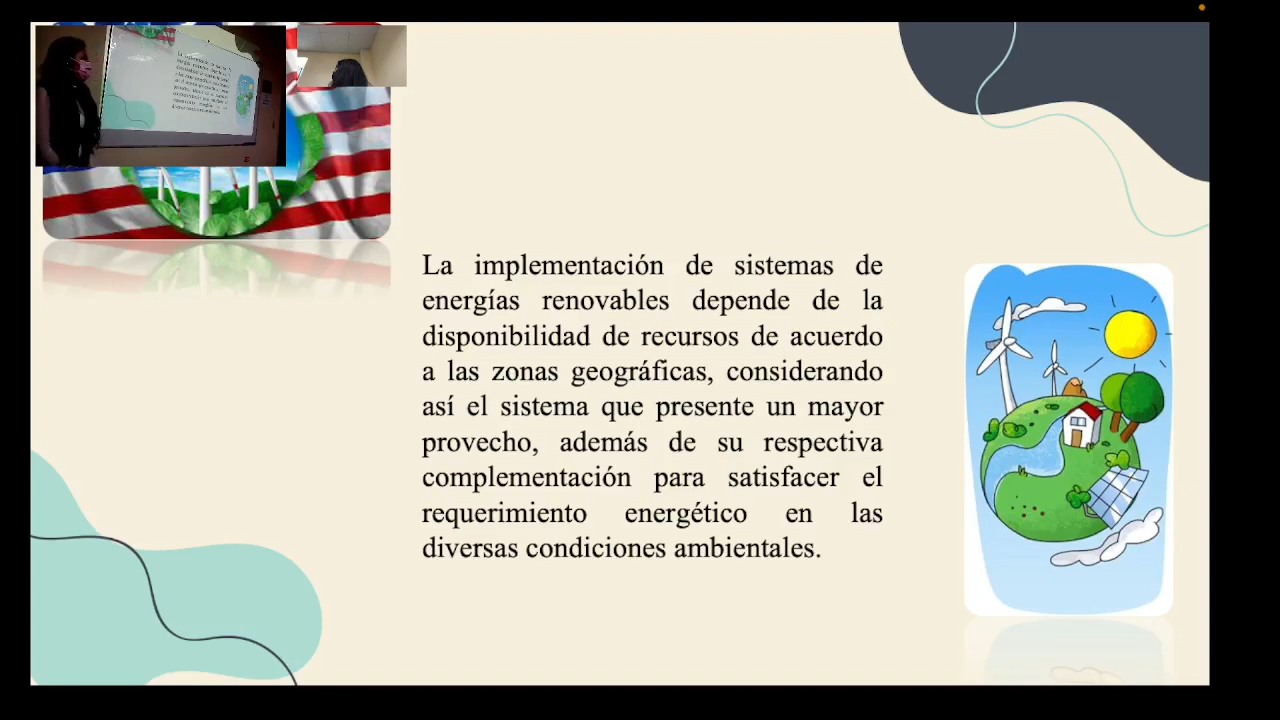 La implementación de sistemas de
energías renovables depende de la
disponibilidad de recursos de acuerdo
a las zonas geográficas, considerando
así el sistema que presente un mayor
provecho, además de su respectiva
complementación para satisfacer el
requerimiento energético en las
diversas condiciones ambientales.